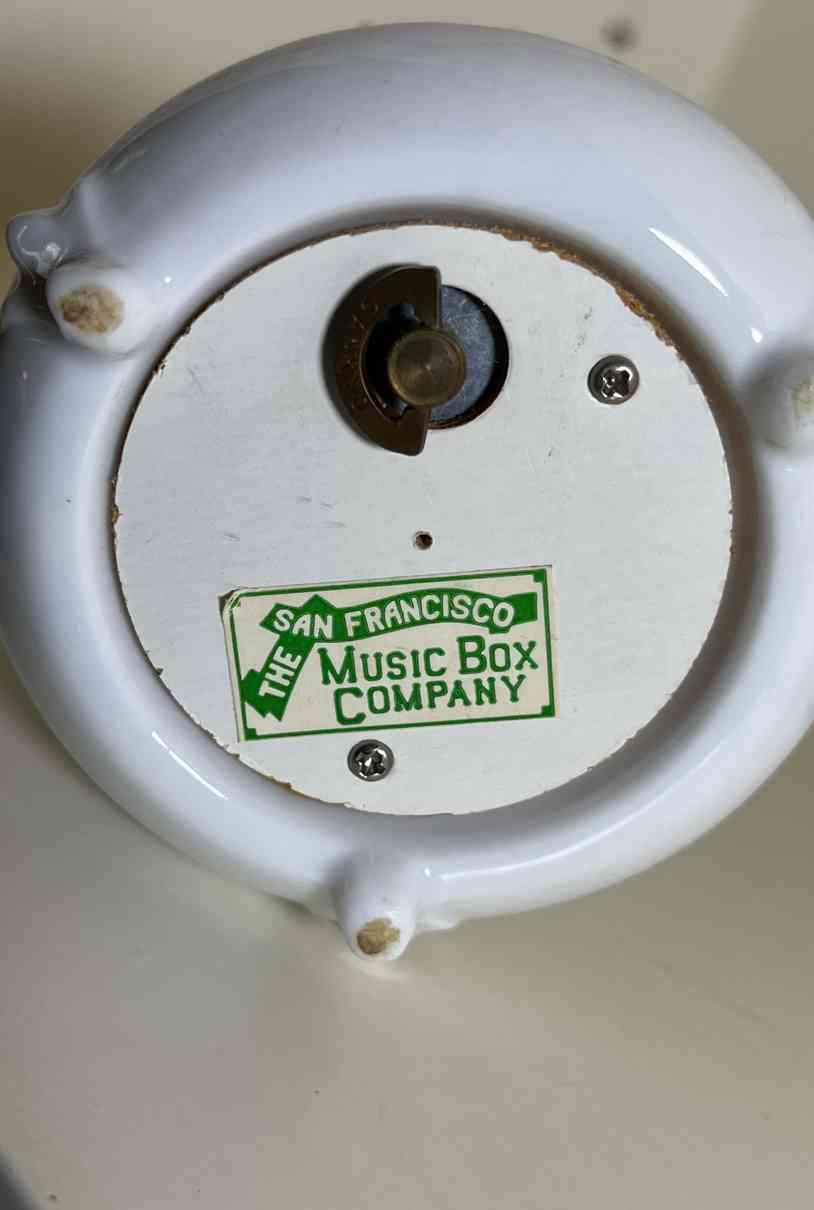 THE
SAN FRANCISCO
MUSIC BOX
COMPANY